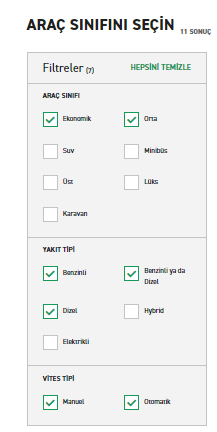 ARAÇ SINIFINI SEÇİN 11 SONUÇ
Filtreler (7) HEPSİNİ TEMİZLE
ARAÇ SINIFI
Ekonomik Orta
Suv Minibüs
Üst Lüks
Karavan
YAKIT TİPİ
Benzinli Benzinli ya da
Dizel
Dizel Hybrid
Elektrikli
VİTES TİPİ
Manuel Otomatik